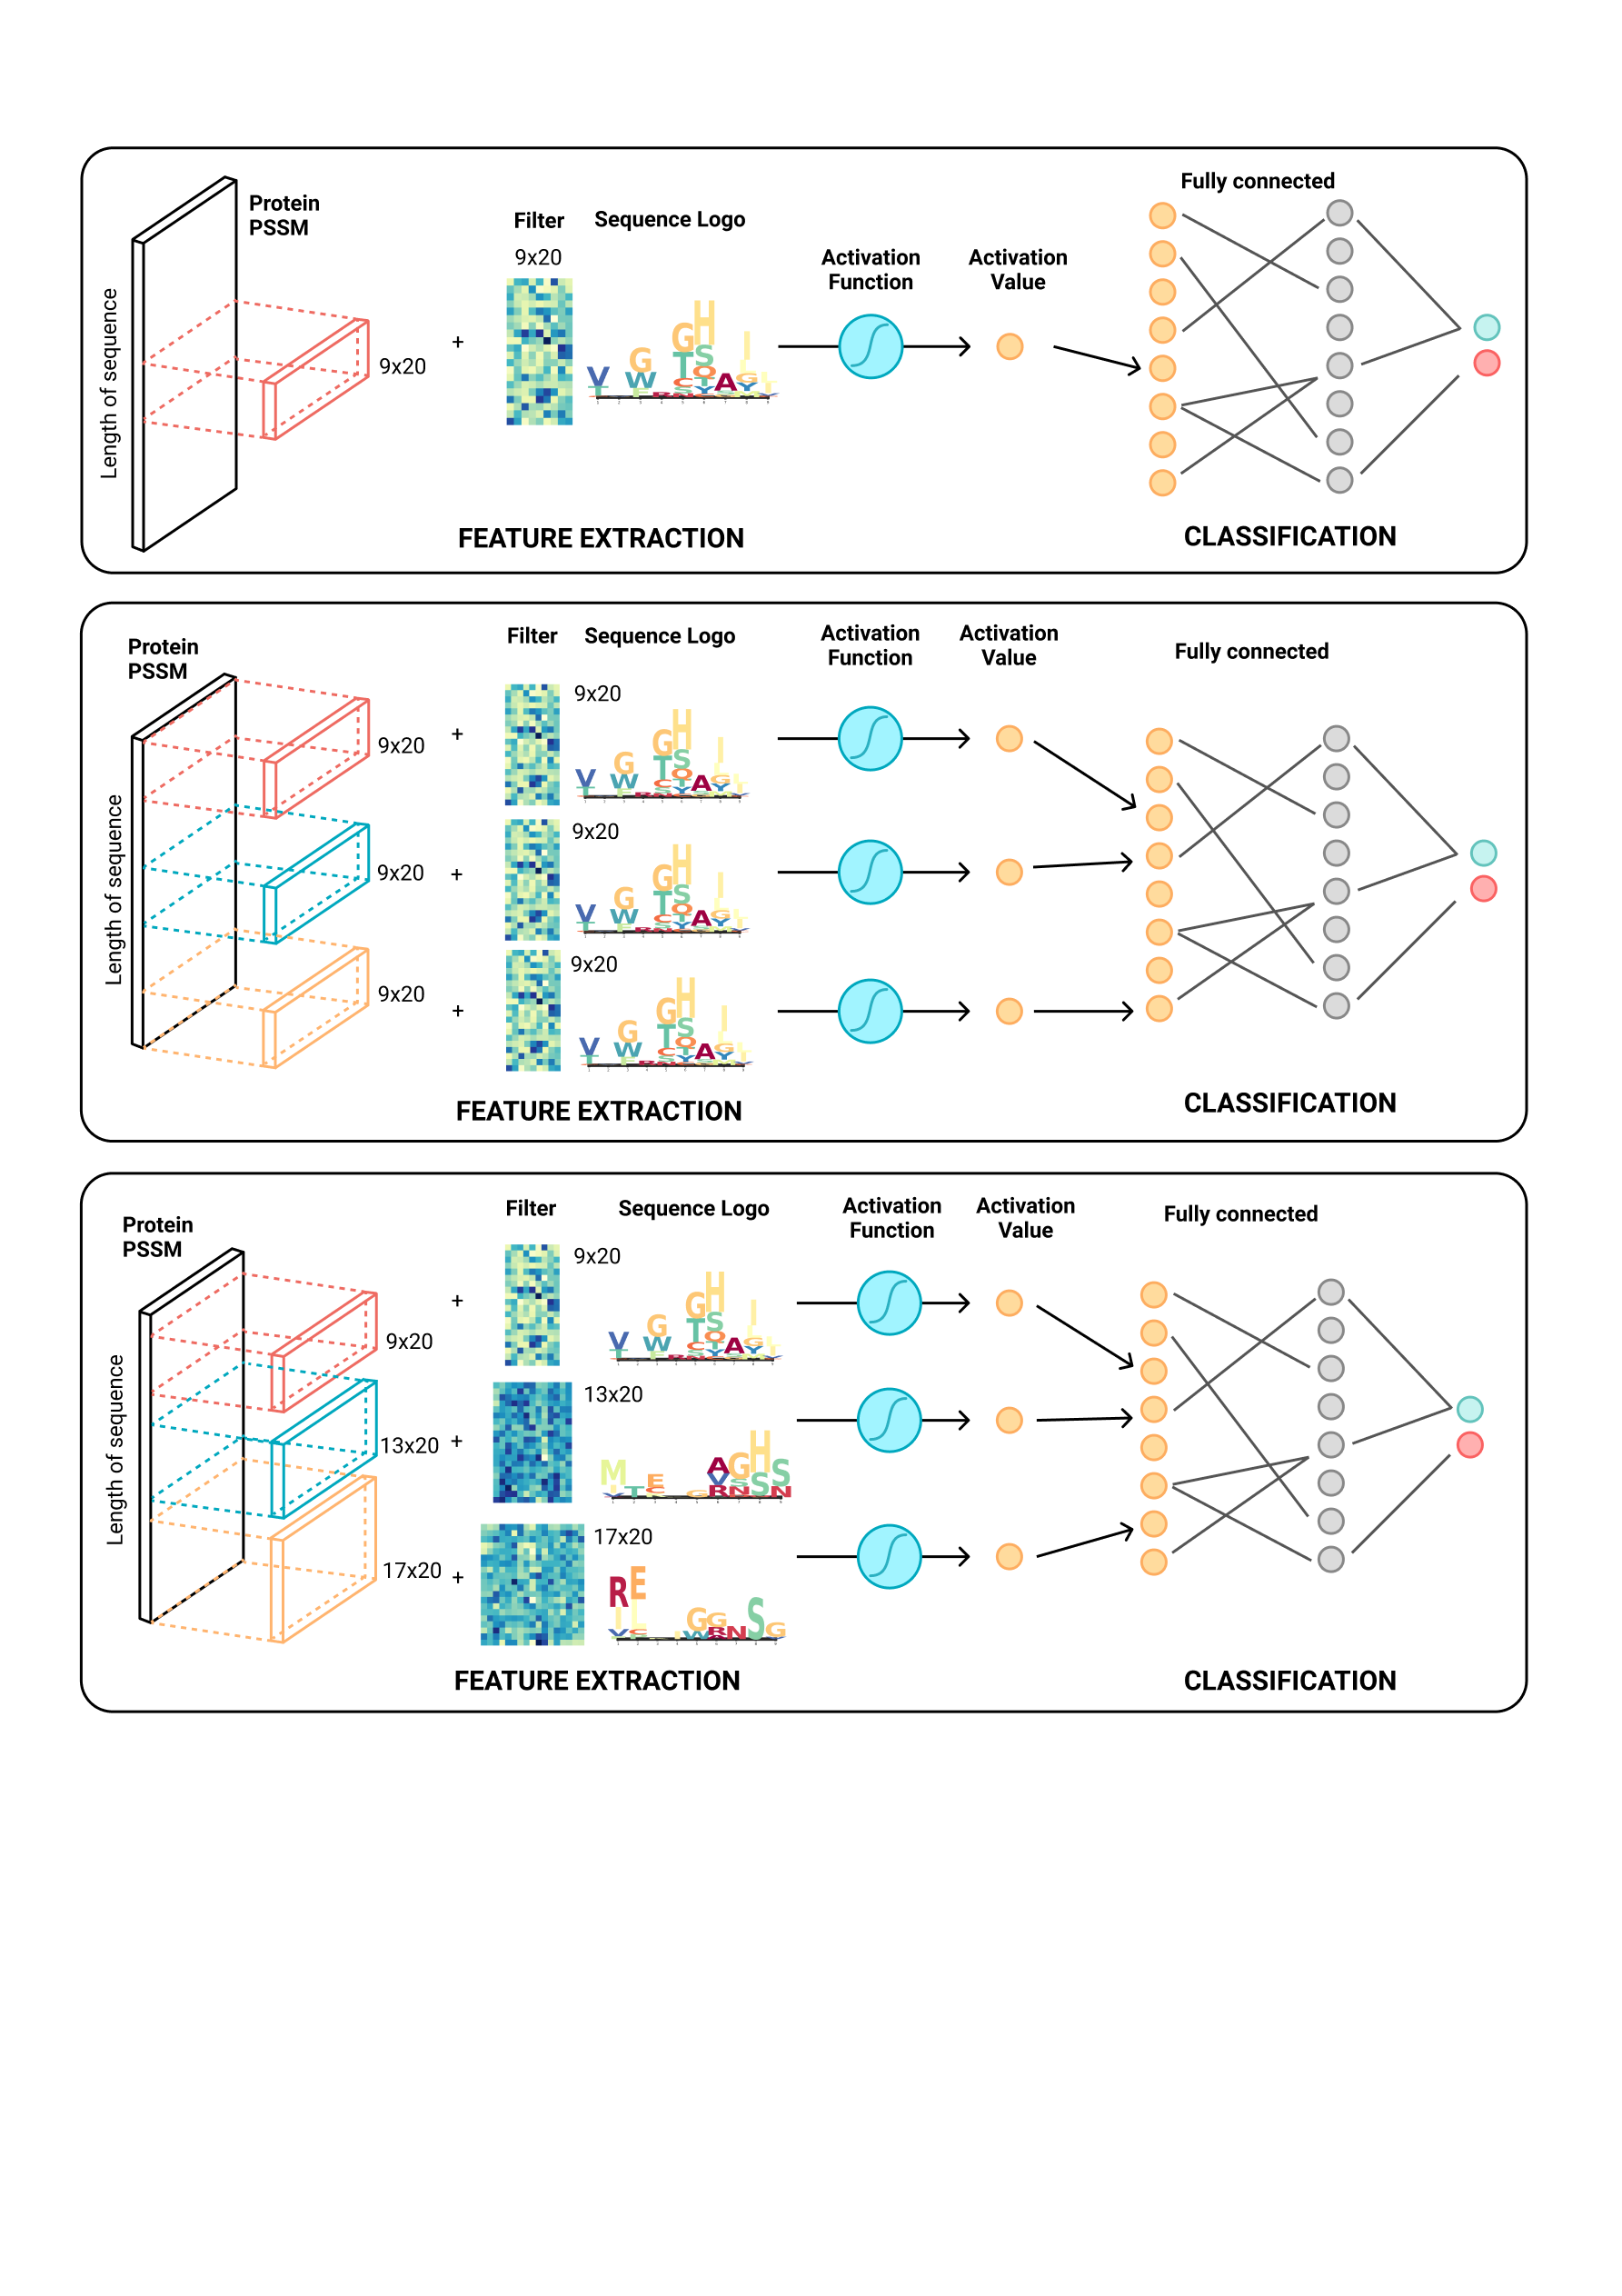 Protein
PSSM
Length of sequence
9x20
+
Filter
9x20
Sequence Logo
Activation
Function
Activation
Value
Fully connected
FEATURE EXTRACTION
CLASSIFICATION
Protein
PSSM
Length of sequence
Filter
Sequence Logo
Activation
Function
Activation
Value
Fully connected
9x20
+
9x20
9x20
+
9x20
9x20
+
9x20
FEATURE EXTRACTION
CLASSIFICATION
Protein
PSSM
Length of sequence
Filter
Sequence Logo
Activation
Function
Activation
Value
Fully connected
9x20
+
9x20
13x20
+
13x20
17x20
+
17x20
FEATURE EXTRACTION
CLASSIFICATION